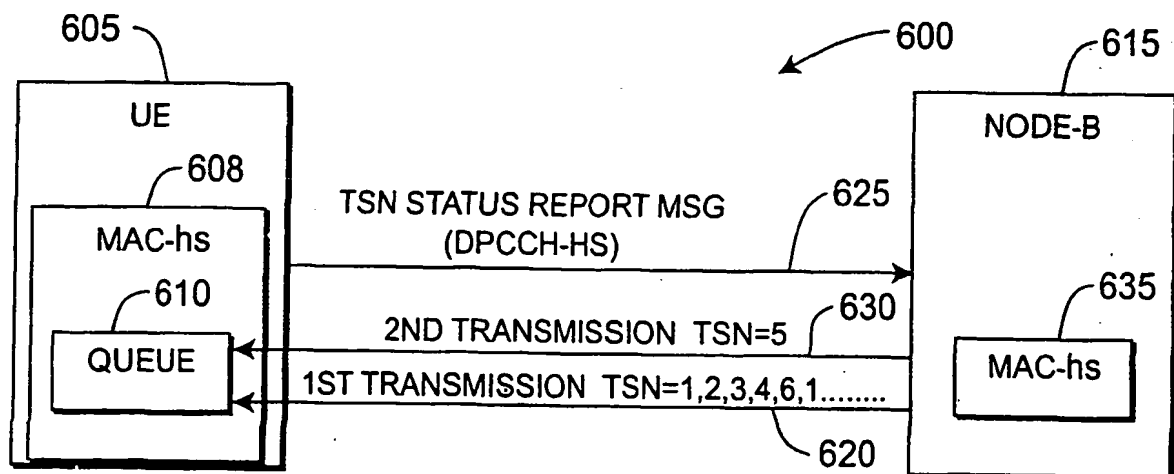 605
600
615
UE
NODE-B
608
MAC-hs
TSN STATUS REPORT MSG
(DPCCH-HS)
625
610
QUEUE
2ND TRANSMISSION TSN=5
630
635
MAC-hs
1ST TRANSMISSION TSN=1,2,3,4,6,1........
620